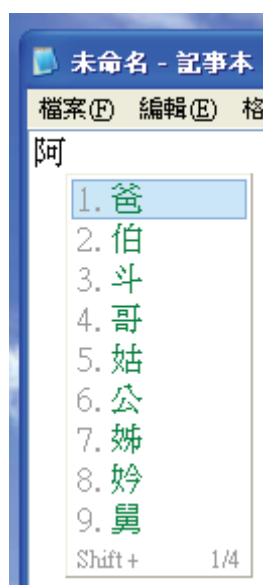 未命名 - 記事本
檔案(F) 編輯(E) 格
阿
1. 爸
2. 伯
3. 斗
4. 哥
5. 姑
6. 公
7. 姊
8. 妗
9. 舅
Shift + 1/4